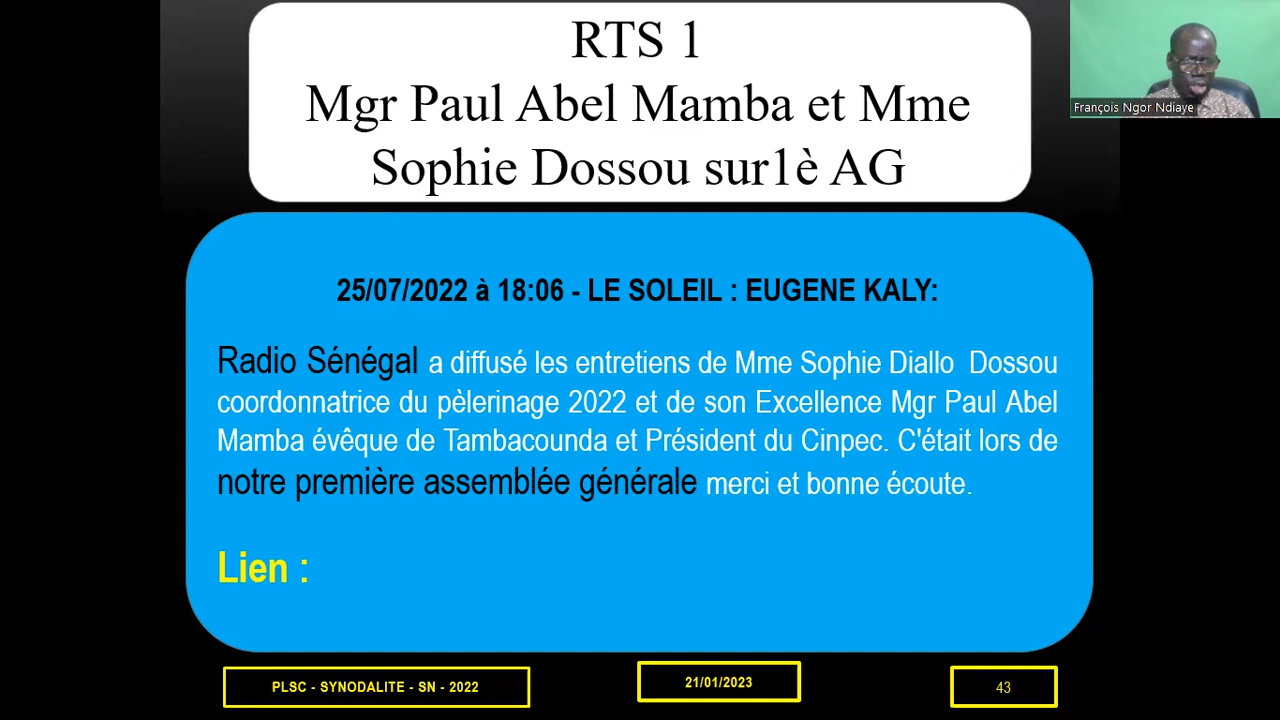 RTS 1
Mgr Paul Abel Mamba et Mme
Sophie Dossou sur1è AG
François Ngor Ndiaye
25/07/2022 à 18:06 - LE SOLEIL : EUGENE KALY:
Radio Sénégal a diffusé les entretiens de Mme Sophie Diallo Dossou
coordonnatrice du pèlerinage 2022 et de son Excellence Mgr Paul Abel
Mamba évêque de Tambacounda et Président du Cinpec. C'était lors de
notre première assemblée générale merci et bonne écoute.
Lien :
PLSC - SYNODALITE - SN - 2022
21/01/2023
43